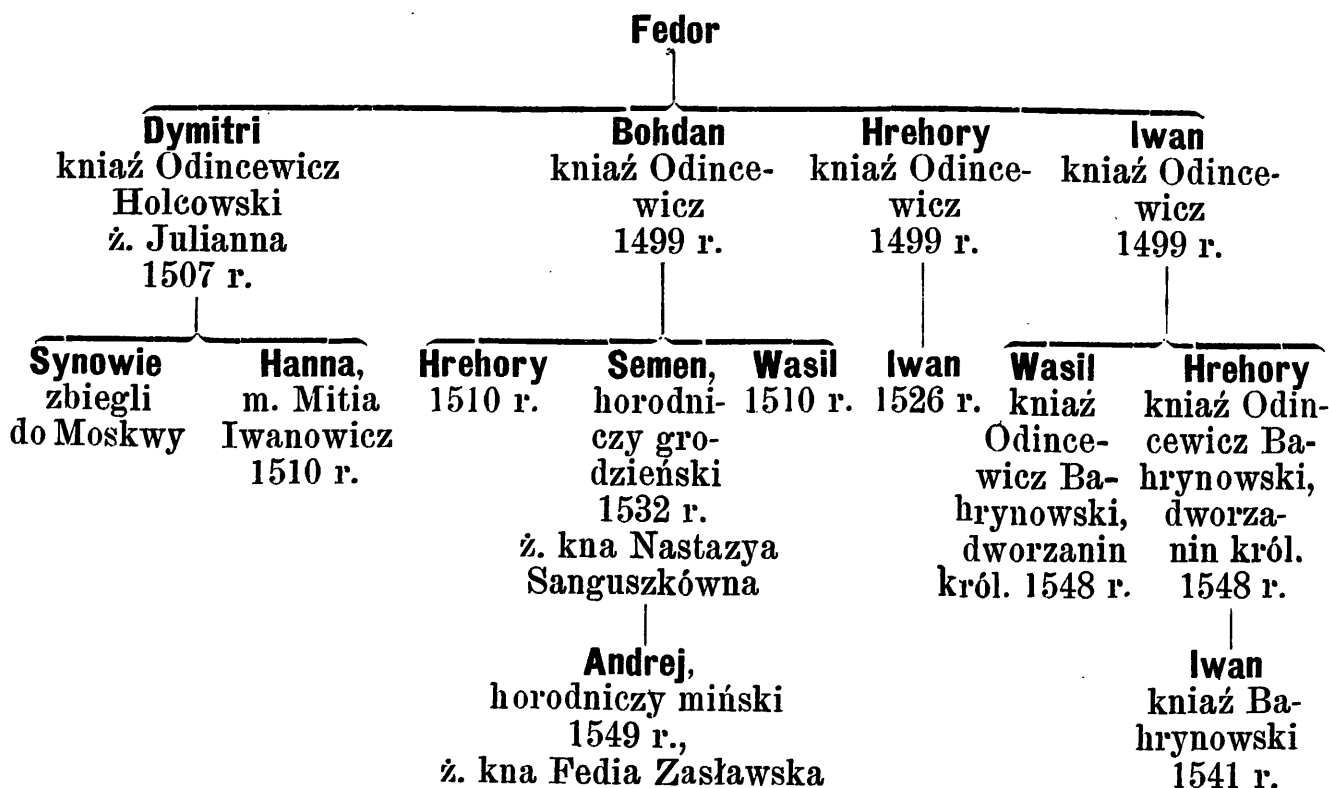 Fedor
Dymitri
kniaź Odincewicz
Holcowski
ż. Julianna
1507 r.
Bohdan
kniaź Odince-
wicz
1499 r.
Hrehory
kniaź Odince-
wicz
1499 r.
Iwan
kniaź Odince-
wicz
1499 r.
Synowie
zbiegli
do Moskwy
Hanna,
m. Mitia
Iwanowicz
1510 r.
Hrehory
1510 r.
Semen,
horodni-
czy gro-
dzieński
1532 r.
ż. kna Nastazya
Sanguszkówna
Wasil
1510 r.
Iwan
1526 r.
Wasil
kniaź
Odince-
wicz Ba-
hrynowski,
dworzanin
król. 1548 r.
Hrehory
kniaź Odin-
cewicz Ba-
hrynowski,
dworza-
nin król.
1548 r.
Andrej,
horodniczy miński
1549 r.,
ż. kna Fedia Zasławska
Iwan
kniaź Ba-
hrynowski
1541 r.